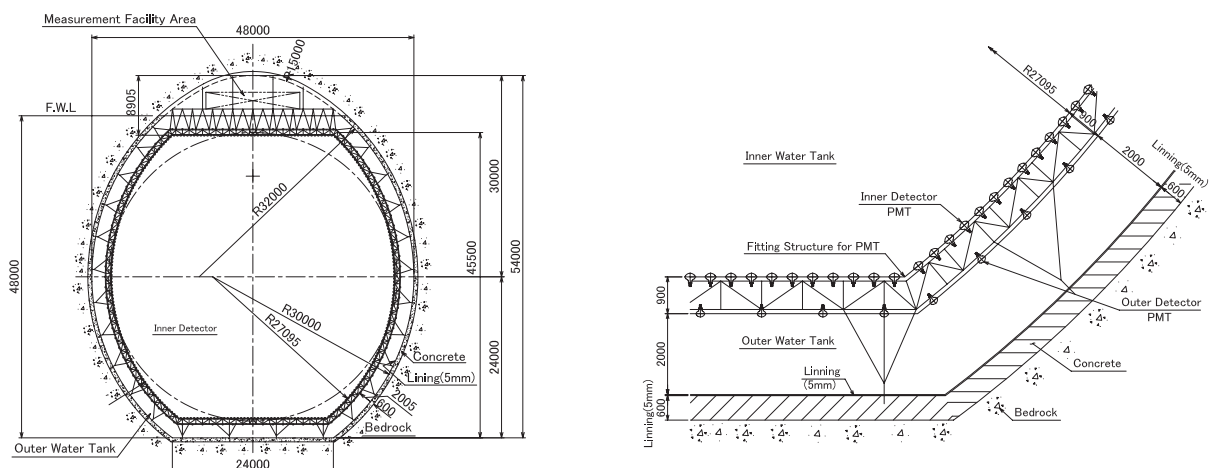 Measurement Facility Area
48000
R15000
8905
F.W.L
R32000
30000
48000
45500
54000
R30000
R27095
Inner Detector
24000
Concrete
Lining(5mm)
2005
600
Bedrock
Outer Water Tank
24000
R27095
900
2000
Linning(5mm)
600
Inner Water Tank
Inner Detector
PMT
Fitting Structure for PMT
900
Outer Detector
PMT
2000
Outer Water Tank
Concrete
Linning
(5mm)
Linning(5mm)
600
Bedrock